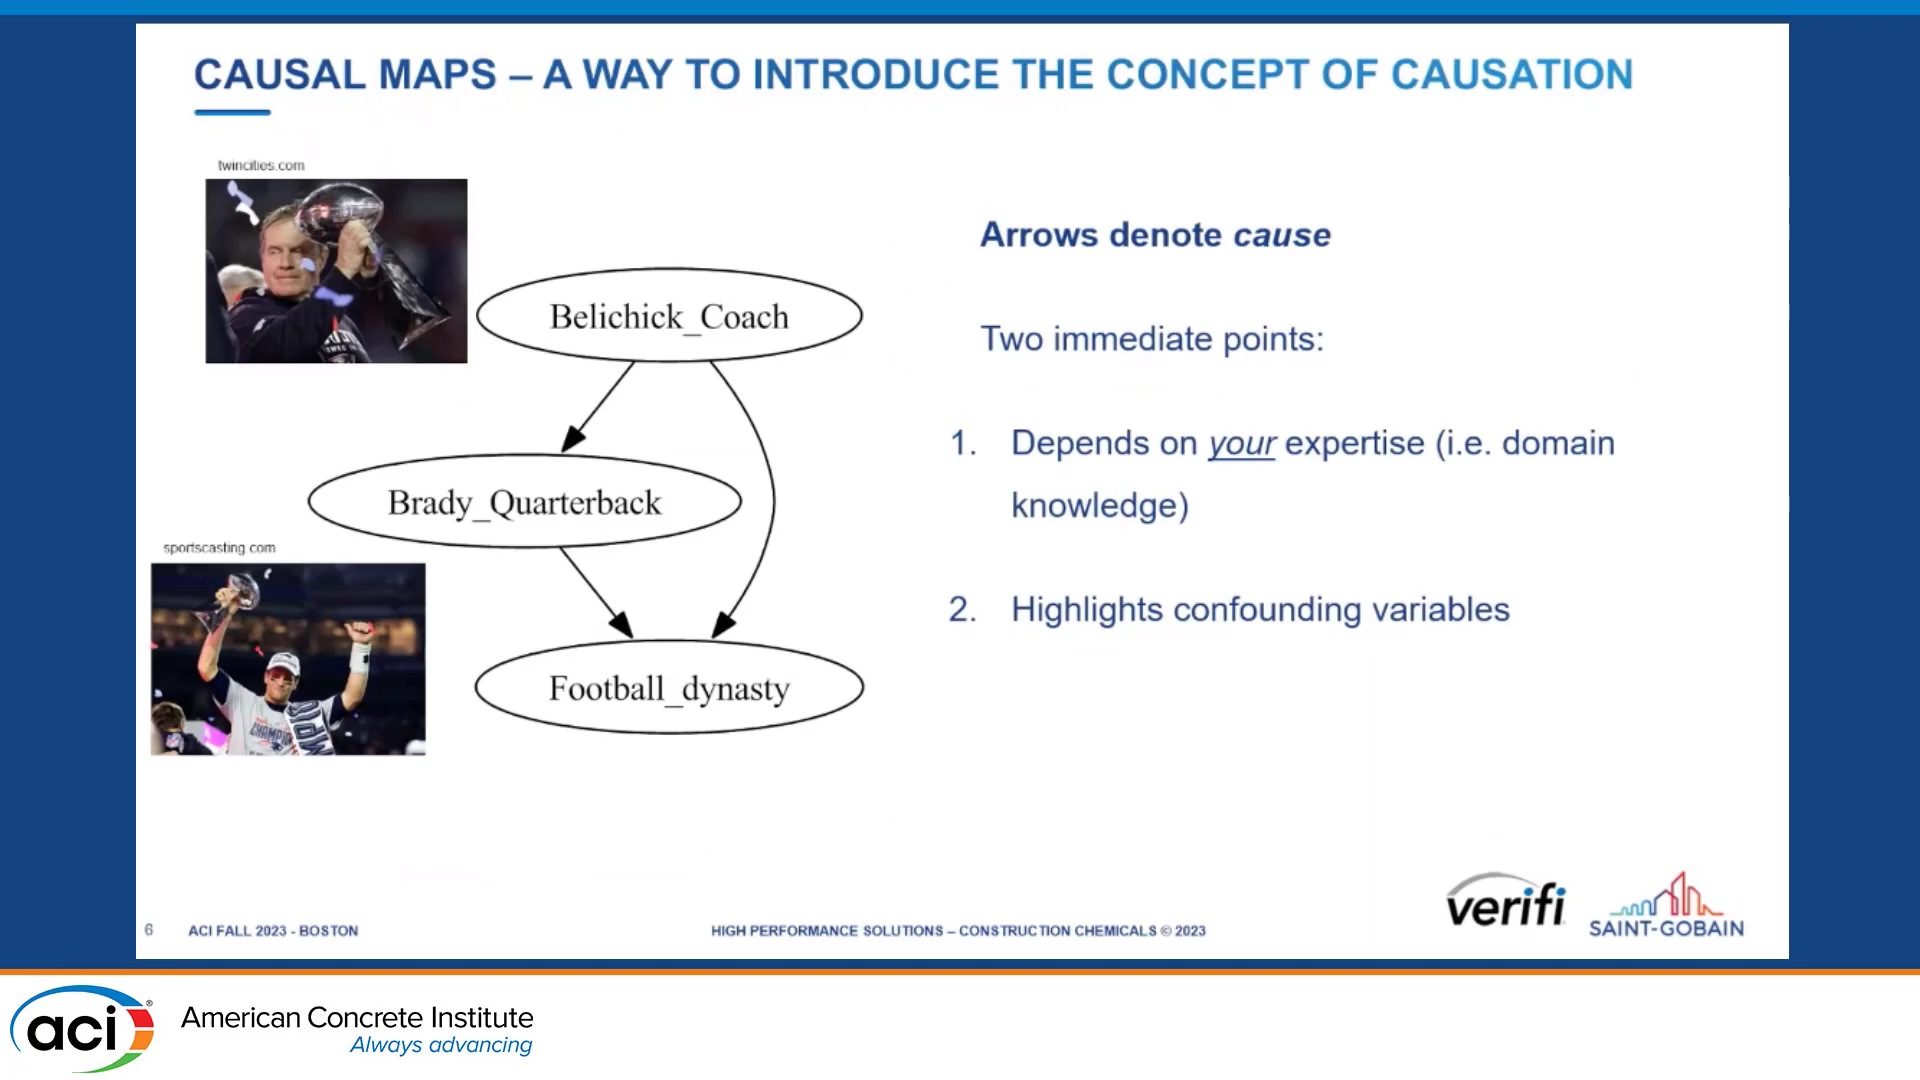 CAUSAL MAPS – A WAY TO INTRODUCE THE CONCEPT OF CAUSATION
twincities.com
Belichick_Coach
Brady_Quarterback
sportscasting.com
Football_dynasty
Arrows denote cause
Two immediate points:
1. Depends on your expertise (i.e. domain
knowledge)
2. Highlights confounding variables
verifi
SAINT-GOBAIN
6 ACI FALL 2023 - BOSTON
HIGH PERFORMANCE SOLUTIONS – CONSTRUCTION CHEMICALS © 2023
aci®
American Concrete Institute
Always advancing